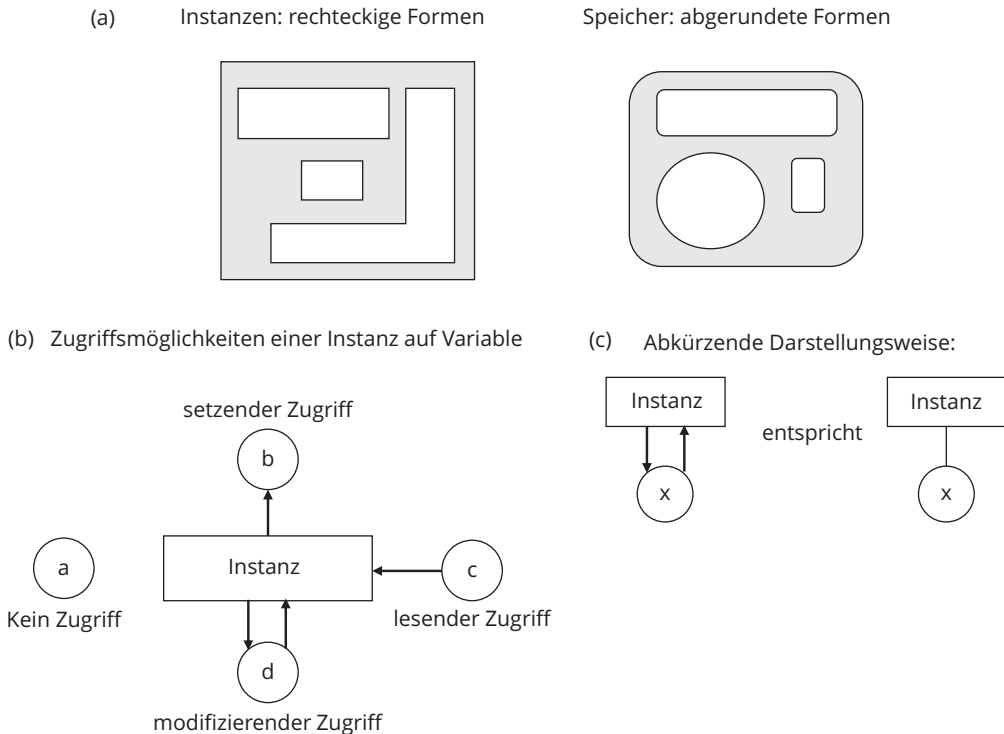 (a) Instanzen: rechteckige Formen
Speicher: abgerundete Formen
(b) Zugriffsmöglichkeiten einer Instanz auf Variable
setzender Zugriff
b
a
Kein Zugriff
Instanz
c
lesender Zugriff
d
modifizierender Zugriff
(c) Abkürzende Darstellungsweise:
Instanz
x
entspricht
Instanz
x